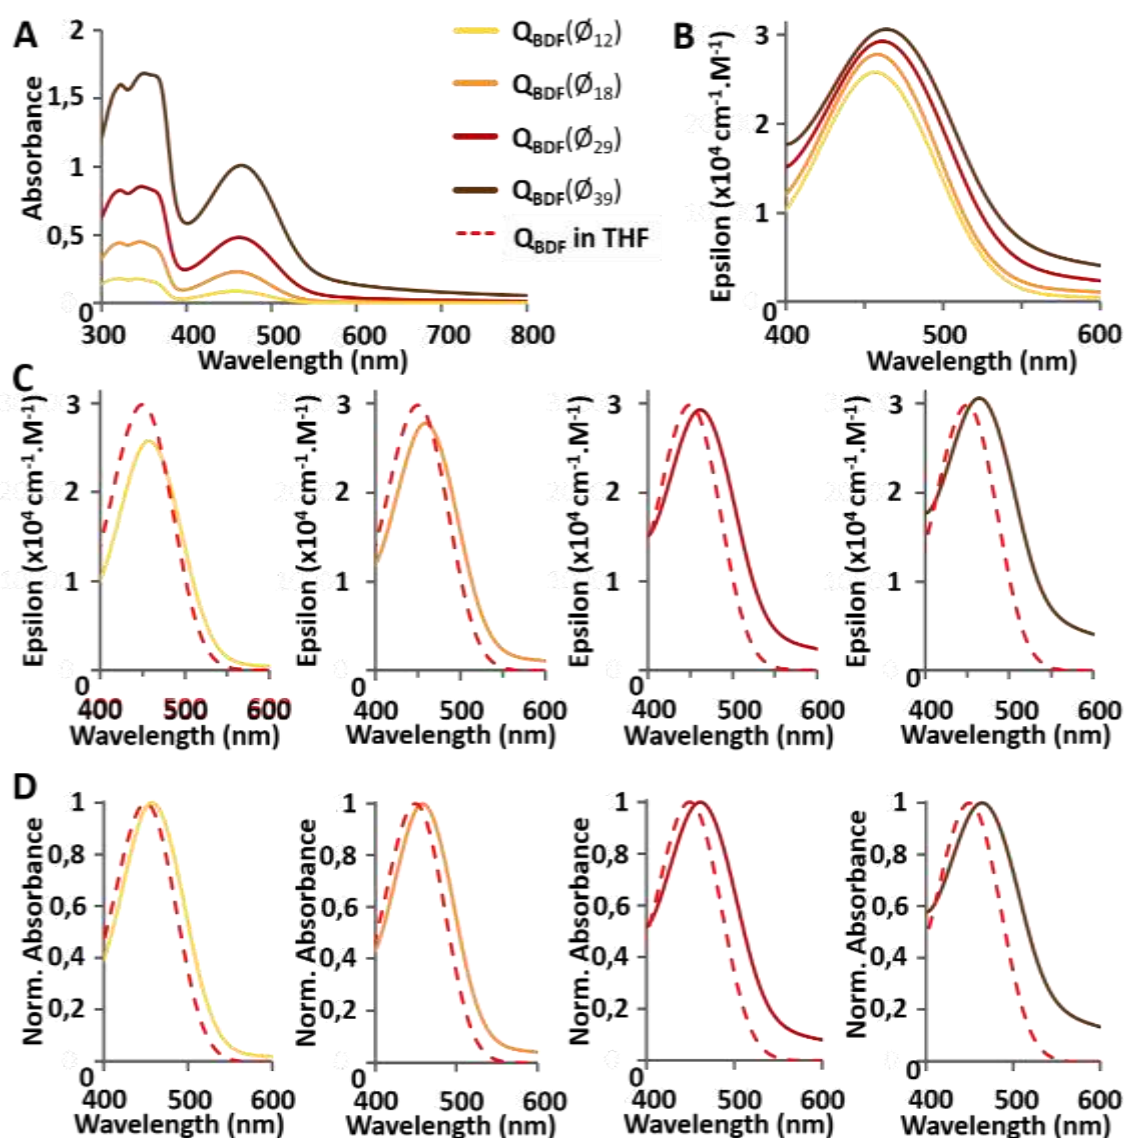 A
2
1,5
1
0,5
0
Absorbance
300 400 500 600 700 800
Wavelength (nm)
Q_BDF(Ø₁₂)
Q_BDF(Ø₁₈)
Q_BDF(Ø₂₉)
Q_BDF(Ø₃₉)
Q_BDF in THF
B
3
2
1
0
Epsilon (x10⁴ cm⁻¹.M⁻¹)
400 500 600
Wavelength (nm)
C
3
2
1
0
Epsilon (x10⁴ cm⁻¹.M⁻¹)
400 500 600
Wavelength (nm)
3
2
1
0
Epsilon (x10⁴ cm⁻¹.M⁻¹)
400 500 600
Wavelength (nm)
3
2
1
0
Epsilon (x10⁴ cm⁻¹.M⁻¹)
400 500 600
Wavelength (nm)
3
2
1
0
Epsilon (x10⁴ cm⁻¹.M⁻¹)
400 500 600
Wavelength (nm)
D
1
0,8
0,6
0,4
0,2
0
Norm. Absorbance
400 500 600
Wavelength (nm)
1
0,8
0,6
0,4
0,2
0
Norm. Absorbance
400 500 600
Wavelength (nm)
1
0,8
0,6
0,4
0,2
0
Norm. Absorbance
400 500 600
Wavelength (nm)
1
0,8
0,6
0,4
0,2
0
Norm. Absorbance
400 500 600
Wavelength (nm)